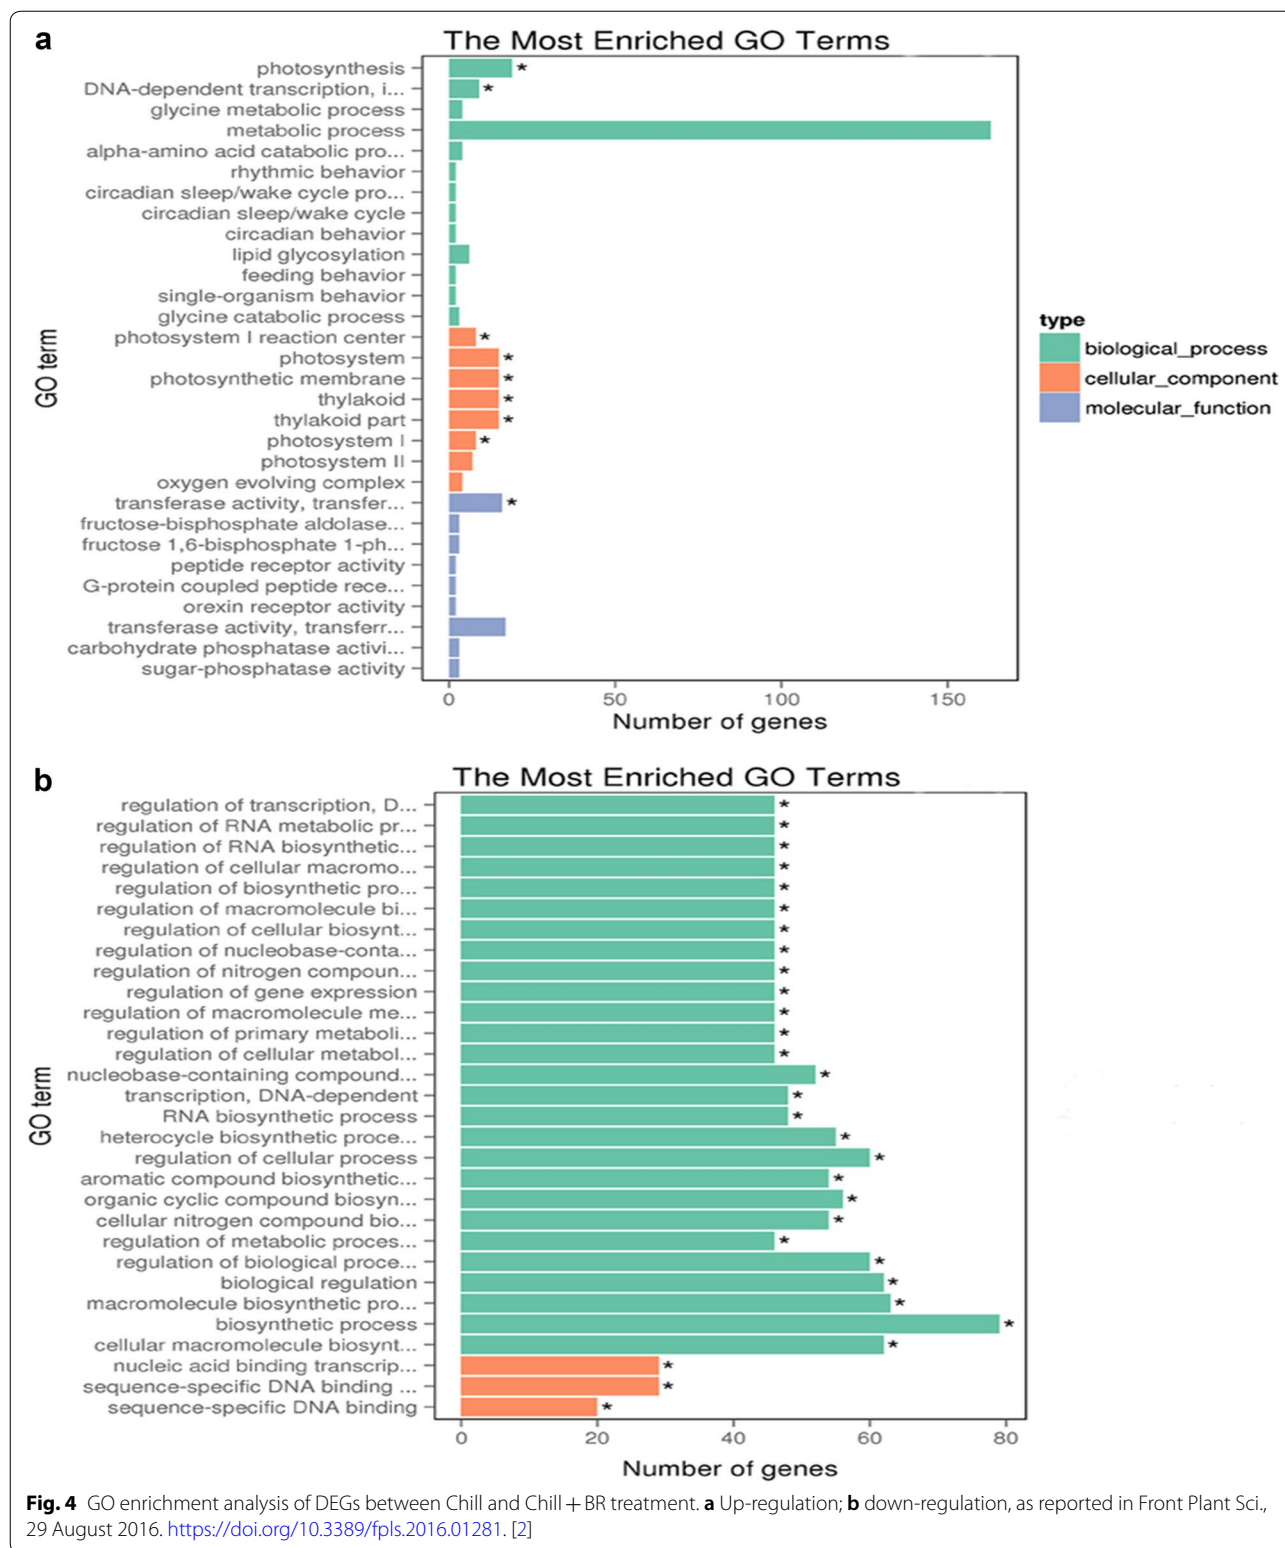 a
The Most Enriched GO Terms
photosynthesis *
DNA-dependent transcription, i... *
glycine metabolic process
metabolic process
alpha-amino acid catabolic pro...
rhythmic behavior
circadian sleep/wake cycle pro...
circadian sleep/wake cycle
circadian behavior
lipid glycosylation
feeding behavior
single-organism behavior
glycine catabolic process
photosystem I reaction center *
photosystem *
photosynthetic membrane *
thylakoid *
thylakoid part *
photosystem I *
photosystem II
oxygen evolving complex
transferase activity, transfer... *
fructose-bisphosphate aldolase...
fructose 1,6-bisphosphate 1-ph...
peptide receptor activity
G-protein coupled peptide rece...
orexin receptor activity
transferase activity, transferr...
carbohydrate phosphatase activi...
sugar-phosphatase activity
GO term
0 50 100 150
Number of genes
type
biological_process
cellular_component
molecular_function
b
The Most Enriched GO Terms
regulation of transcription, D... *
regulation of RNA metabolic pr... *
regulation of RNA biosynthetic... *
regulation of cellular macromo... *
regulation of biosynthetic pro... *
regulation of macromolecule bi... *
regulation of cellular biosynt... *
regulation of nucleobase-conta... *
regulation of nitrogen compoun... *
regulation of gene expression *
regulation of macromolecule me... *
regulation of primary metaboli... *
regulation of cellular metabol... *
nucleobase-containing compound... *
transcription, DNA-dependent *
RNA biosynthetic process *
heterocycle biosynthetic proce... *
regulation of cellular process *
aromatic compound biosynthetic... *
organic cyclic compound biosyn... *
cellular nitrogen compound bio... *
regulation of metabolic proces... *
regulation of biological proce... *
biological regulation *
macromolecule biosynthetic pro... *
biosynthetic process *
cellular macromolecule biosynt... *
nucleic acid binding transcrip... *
sequence-specific DNA binding ... *
sequence-specific DNA binding *
GO term
0 20 40 60 80
Number of genes
Fig. 4 GO enrichment analysis of DEGs between Chill and Chill + BR treatment. a Up-regulation; b down-regulation, as reported in Front Plant Sci.,
29 August 2016. https://doi.org/10.3389/fpls.2016.01281. [2]